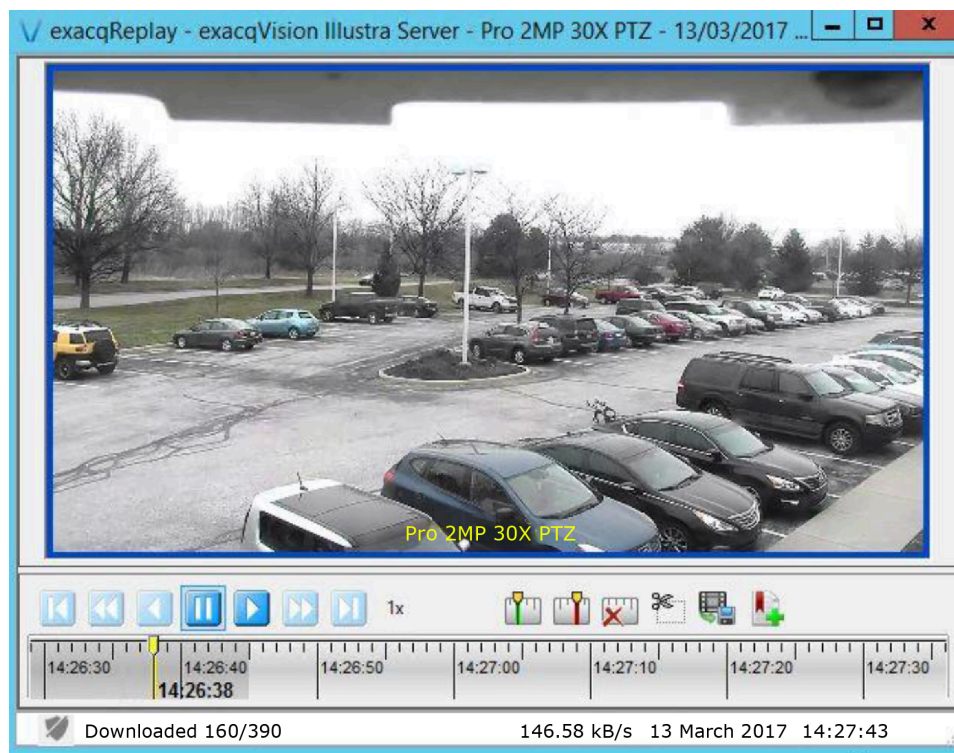 exacqReplay - exacqVision Illustra Server - Pro 2MP 30X PTZ - 13/03/2017 ...
Pro 2MP 30X PTZ
1x
14:26:30 14:26:40 14:26:50 14:27:00 14:27:10 14:27:20 14:27:30
14:26:38
Downloaded 160/390 146.58 kB/s 13 March 2017 14:27:43